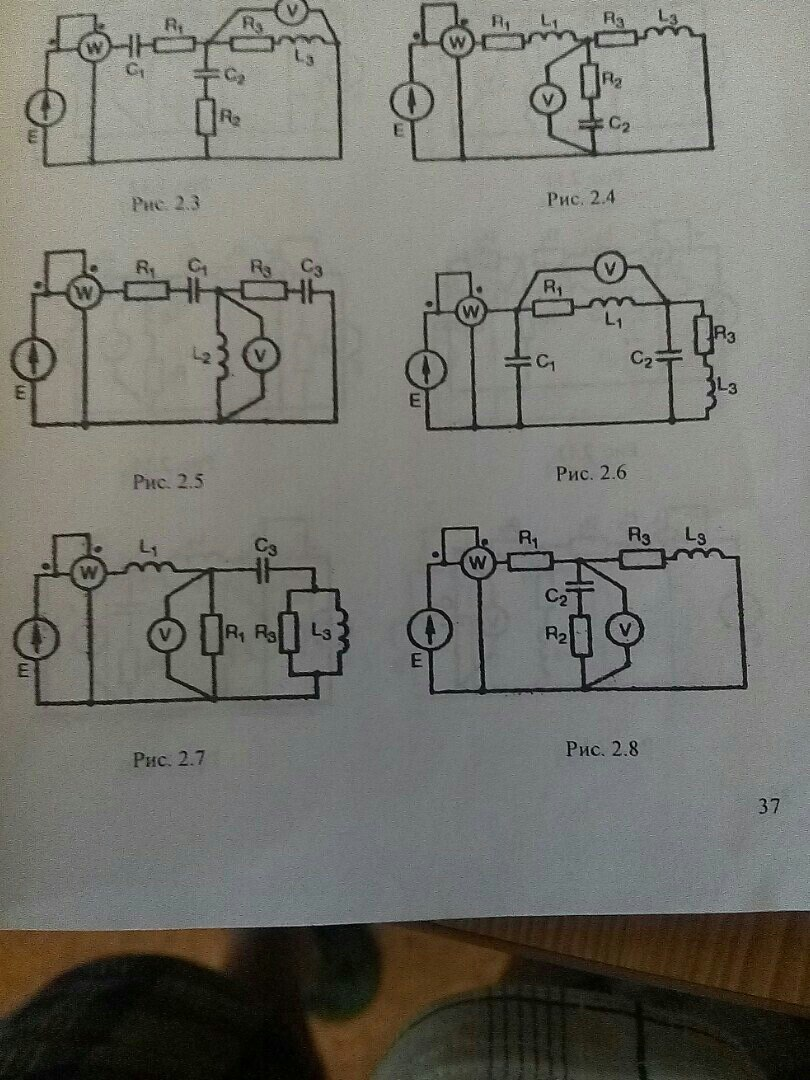 V
W C₁ R₁ R₃ L₃
C₂
R₂
E
Рис. 2.3
W R₁ L₁ R₃ L₃
R₂
V
C₂
E
Рис. 2.4
W R₁ C₁ R₃ C₃
L₂ V
E
Рис. 2.5
V
W R₁ L₁
C₁ C₂ R₃
L₃
E
Рис. 2.6
W L₁ C₃
V R₁ R₃ L₃
E
Рис. 2.7
W R₁ R₃ L₃
C₂
R₂ V
E
Рис. 2.8
37